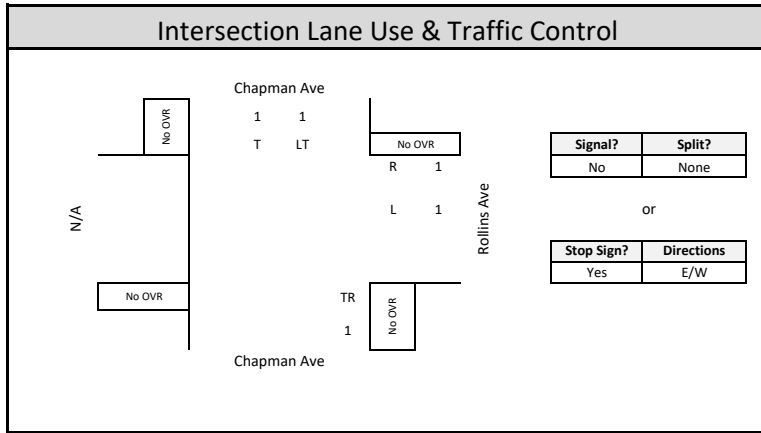 Intersection Lane Use & Traffic Control
Chapman Ave
No OVR
1 1
T LT
No OVR
R 1
L 1
Rollins Ave
N/A
No OVR
TR
1
No OVR
Chapman Ave
Signal? Split?
No None
or
Stop Sign? Directions
Yes E/W